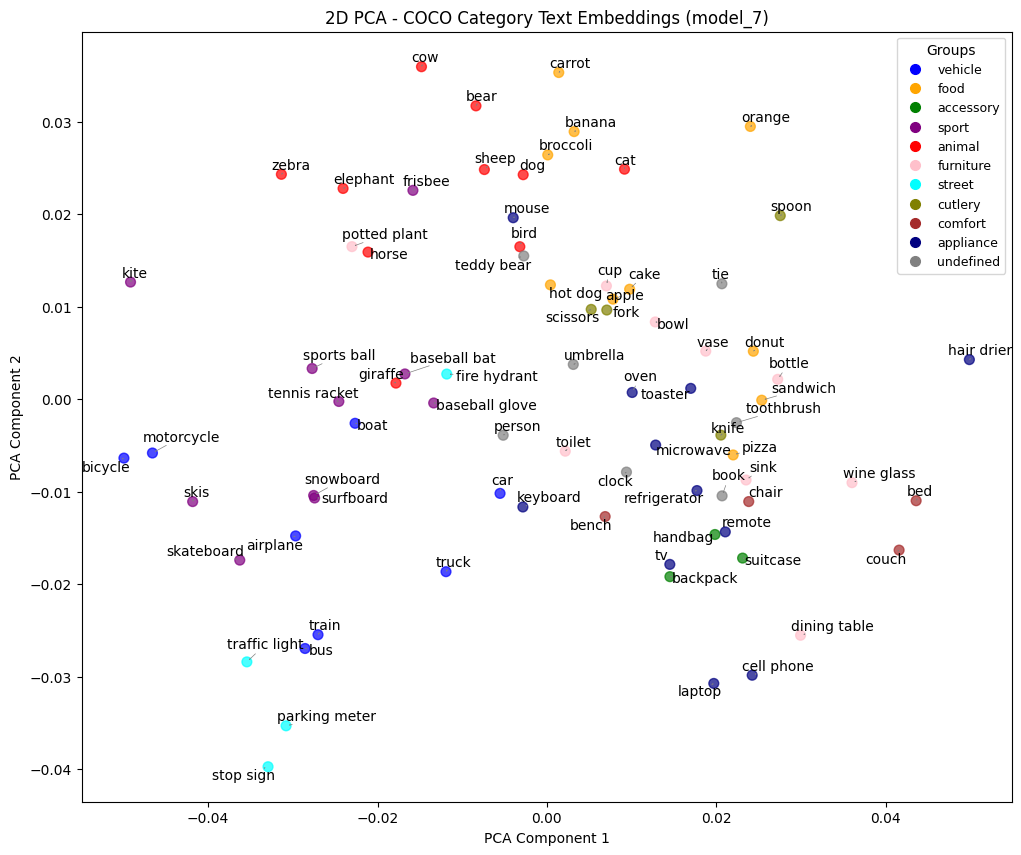 2D PCA - COCO Category Text Embeddings (model_7)
cow
carrot
Groups
vehicle
food
accessory
sport
animal
furniture
street
cutlery
comfort
appliance
undefined
bear
banana
orange
broccoli
zebra
sheep
dog
cat
elephant
frisbee
mouse
spoon
potted plant
bird
horse
teddy bear
kite
cup
cake
tie
hot dog
apple
scissors
fork
bowl
sports ball
baseball bat
umbrella
vase
donut
hair drier
giraffe
fire hydrant
oven
bottle
tennis racket
toaster
sandwich
baseball glove
toothbrush
boat
person
knife
motorcycle
toilet
microwave
pizza
bicycle
snowboard
car
clock
book
sink
wine glass
skis
surfboard
keyboard
refrigerator
chair
bed
bench
remote
skateboard
airplane
handbag
truck
tv
suitcase
couch
backpack
train
dining table
traffic light
bus
cell phone
laptop
parking meter
stop sign
0.03
0.02
0.01
0.00
−0.01
−0.02
−0.03
−0.04
PCA Component 2
−0.04
−0.02
0.00
0.02
0.04
PCA Component 1